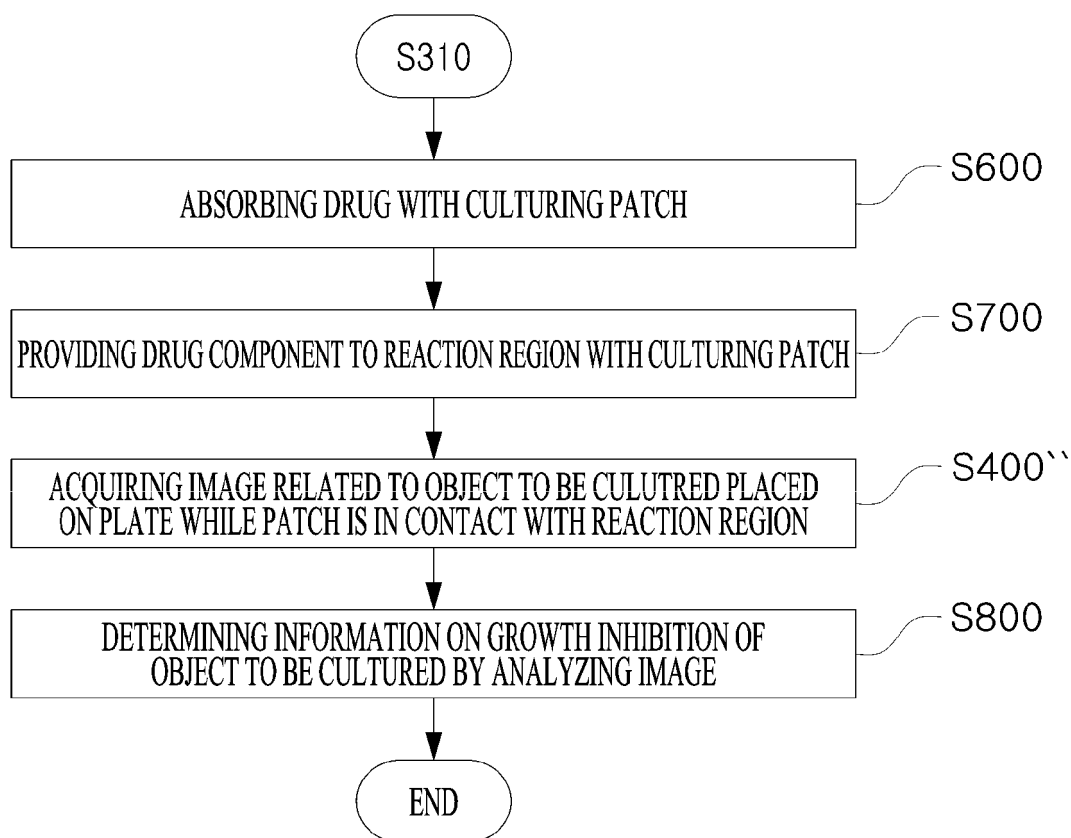 S310
ABSORBING DRUG WITH CULTURING PATCH
S600
PROVIDING DRUG COMPONENT TO REACTION REGION WITH CULTURING PATCH
S700
ACQUIRING IMAGE RELATED TO OBJECT TO BE CULUTRED PLACED
ON PLATE WHILE PATCH IS IN CONTACT WITH REACTION REGION
S400``
DETERMINING INFORMATION ON GROWTH INHIBITION OF
OBJECT TO BE CULTURED BY ANALYZING IMAGE
S800
END